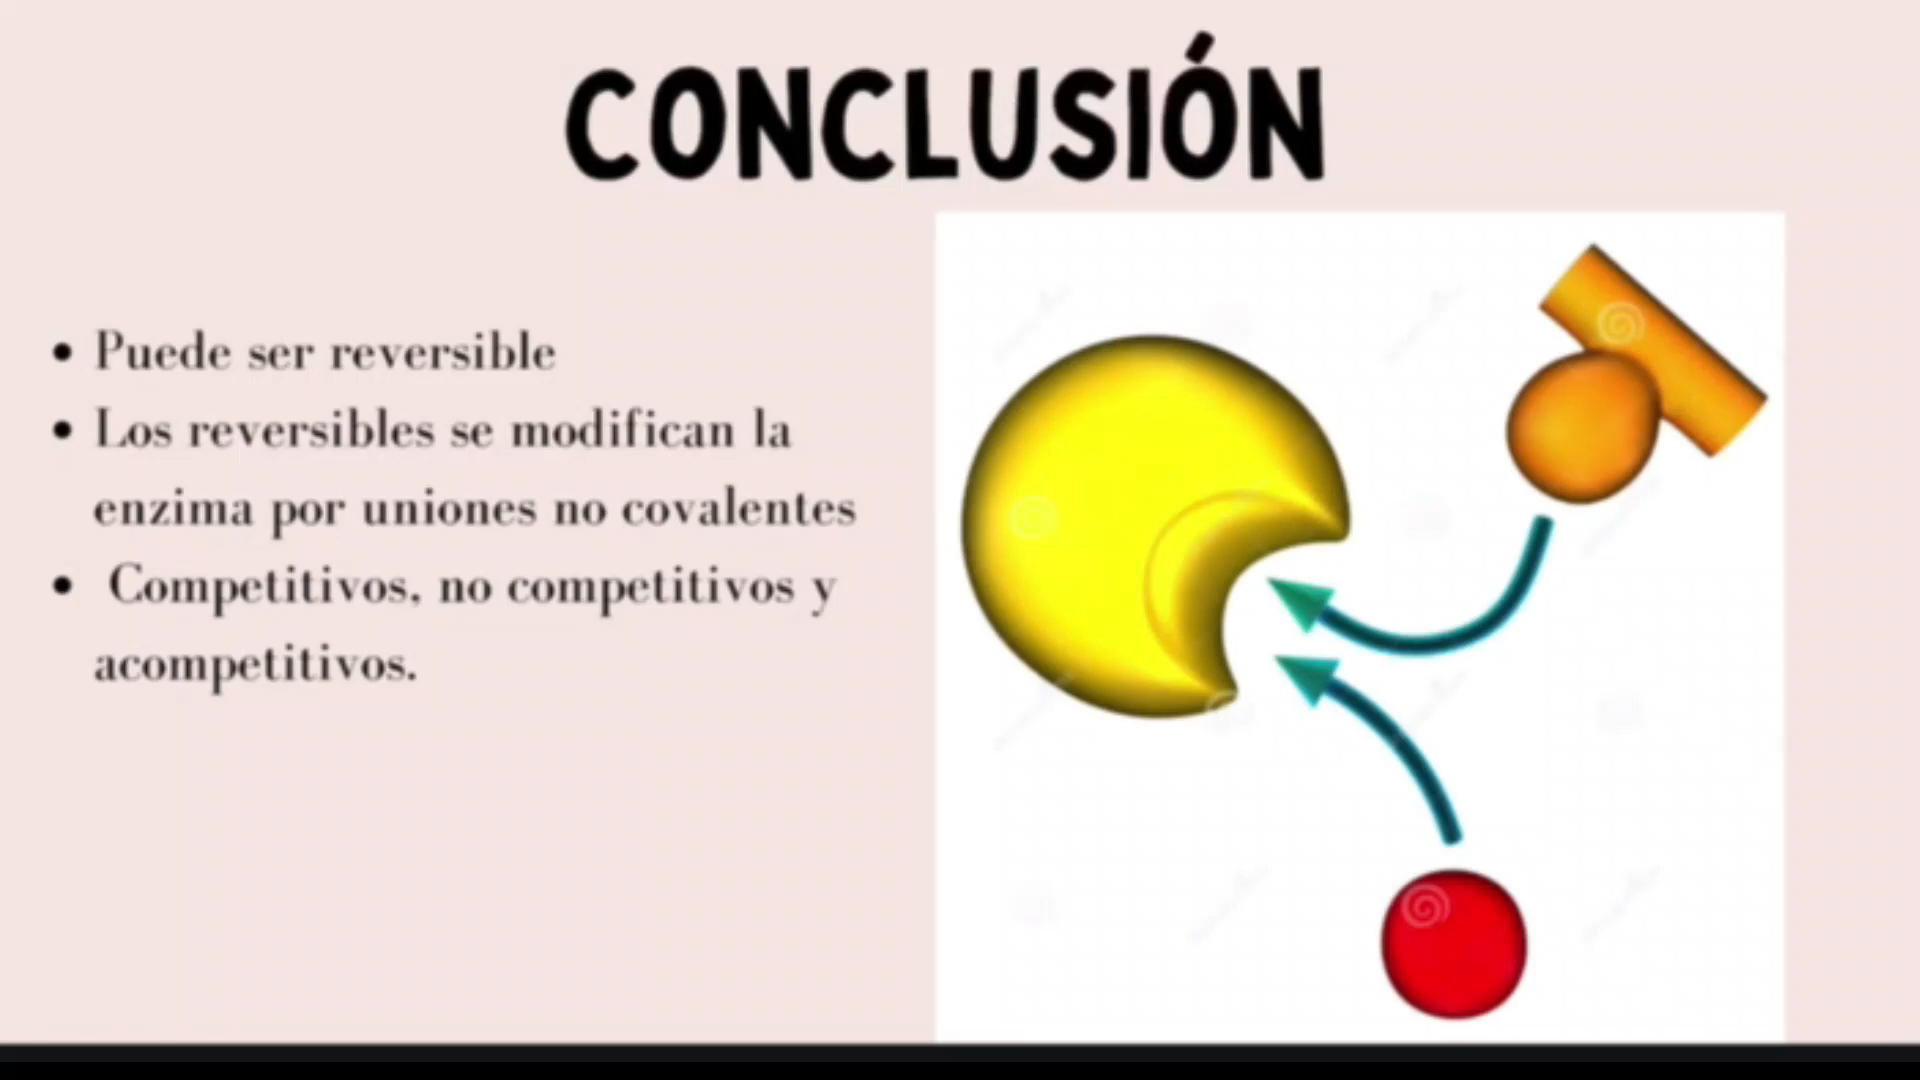 CONCLUSIÓN
• Puede ser reversible
• Los reversibles se modifican la
enzima por uniones no covalentes
• Competitivos, no competitivos y
acompetitivos.